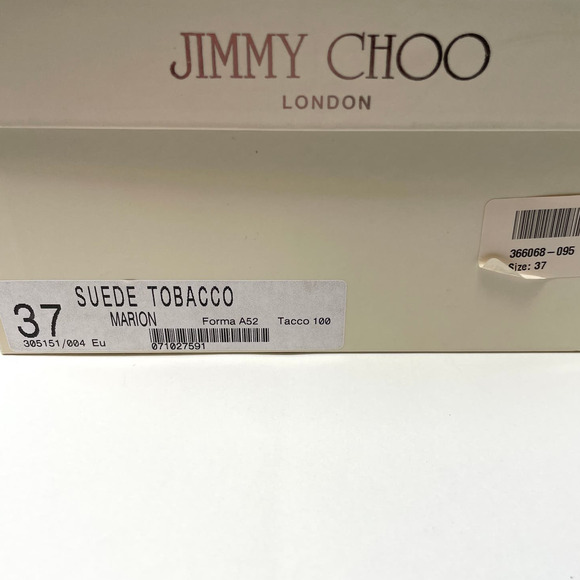 JIMMY CHOO
LONDON
366068-095
Size: 37
37 SUEDE TOBACCO
MARION Forma A52 Tacco 100
305151/004 Eu 071027591